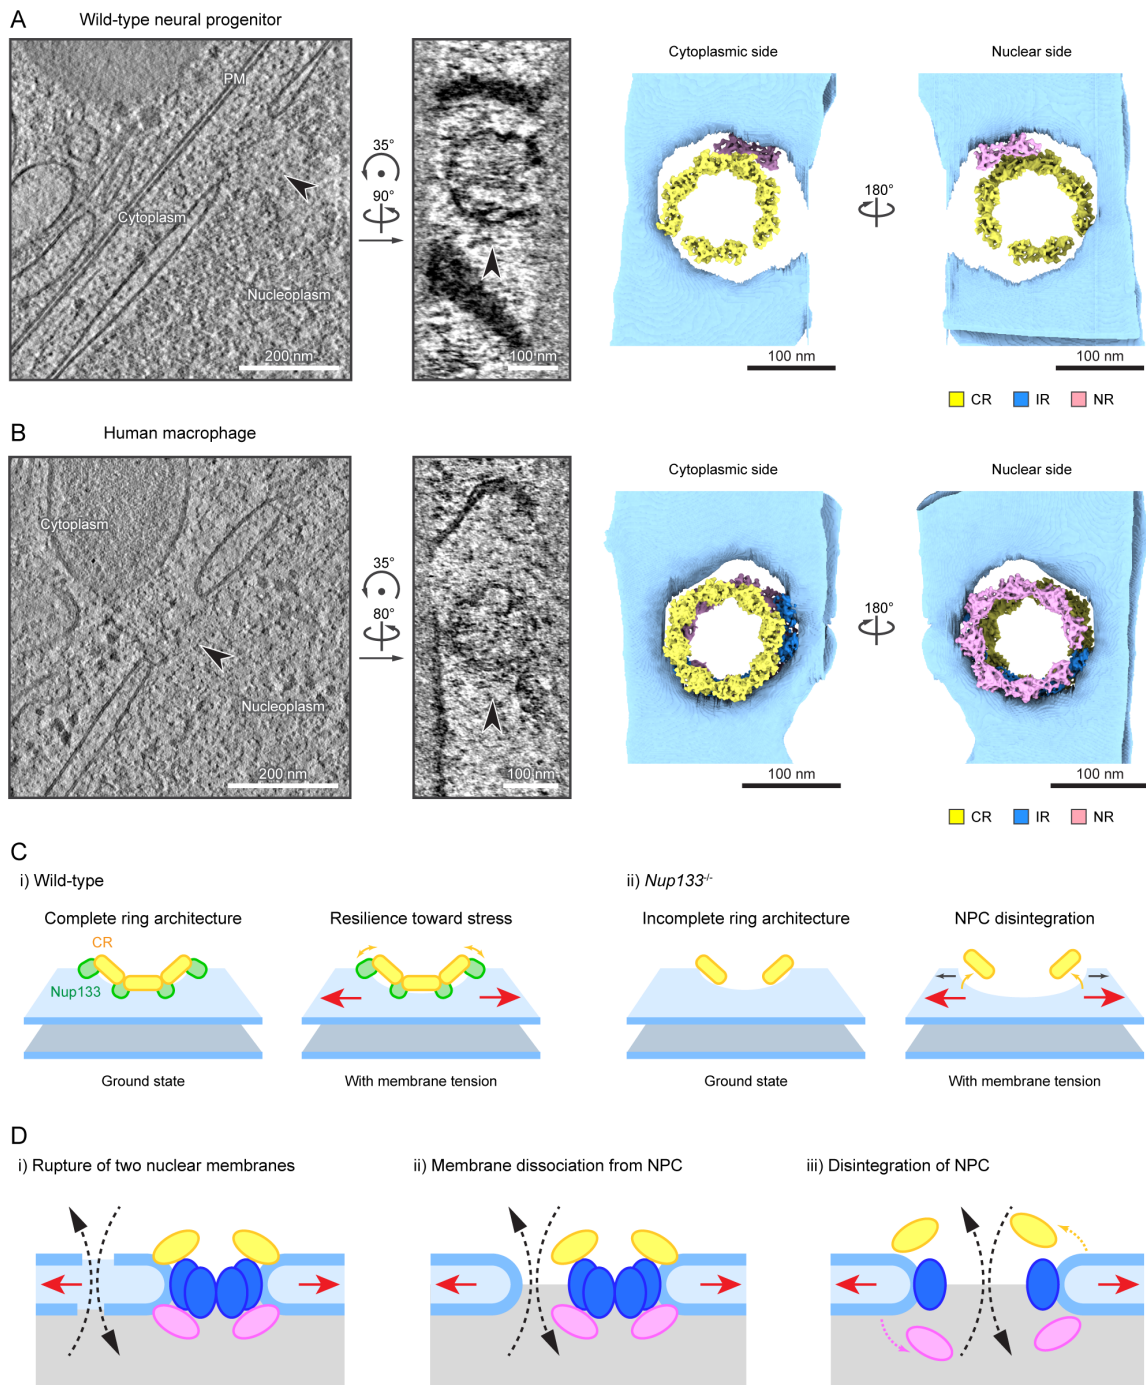 A
Wild-type neural progenitor
PM
Cytoplasm
Nucleoplasm
200 nm
35°
90°
100 nm
Cytoplasmic side
Nuclear side
180°
100 nm
100 nm
CR
IR
NR
B
Human macrophage
Cytoplasm
Nucleoplasm
200 nm
35°
80°
100 nm
Cytoplasmic side
Nuclear side
180°
100 nm
100 nm
CR
IR
NR
C
i) Wild-type
Complete ring architecture
CR
Nup133
Ground state
Resilience toward stress
With membrane tension
ii) Nup133-/-
Incomplete ring architecture
Ground state
NPC disintegration
With membrane tension
D
i) Rupture of two nuclear membranes
ii) Membrane dissociation from NPC
iii) Disintegration of NPC